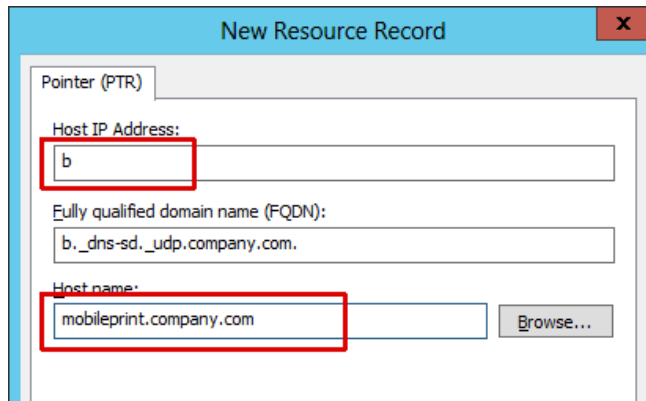 New Resource Record
x
Pointer (PTR)
Host IP Address:
b
Fully qualified domain name (FQDN):
b._dns-sd._udp.company.com.
Host name:
mobileprint.company.com
Browse...